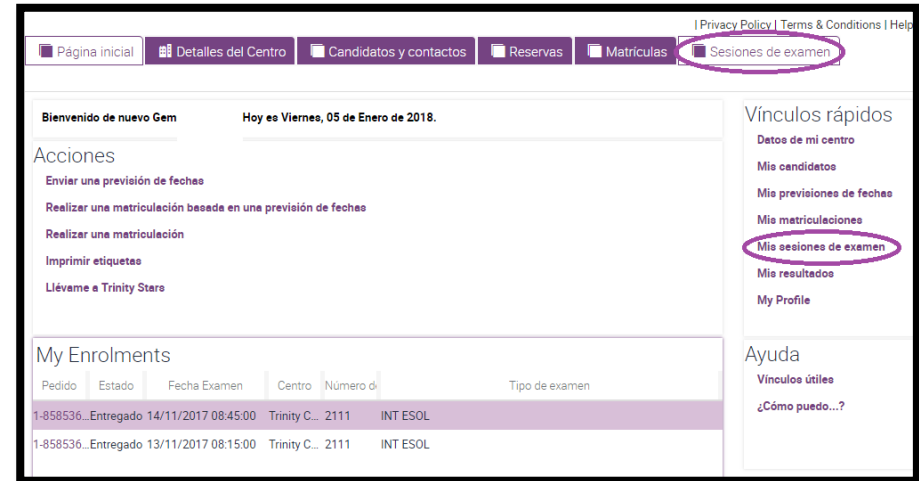 | Privacy Policy | Terms & Conditions | Help
Página inicial Detalles del Centro Candidatos y contactos Reservas Matrículas Sesiones de examen
Bienvenido de nuevo Gem Hoy es Viernes, 05 de Enero de 2018.
Acciones
Enviar una previsión de fechas
Realizar una matriculación basada en una previsión de fechas
Realizar una matriculación
Imprimir etiquetas
Llévame a Trinity Stars
My Enrolments
Pedido Estado Fecha Examen Centro Número de Tipo de examen
1-858536... Entregado 14/11/2017 08:45:00 Trinity C... 2111 INT ESOL
1-858536... Entregado 13/11/2017 08:15:00 Trinity C... 2111 INT ESOL
Vínculos rápidos
Datos de mi centro
Mis candidatos
Mis previsiones de fechas
Mis matriculaciones
Mis sesiones de examen
Mis resultados
My Profile
Ayuda
Vínculos útiles
¿Cómo puedo...?